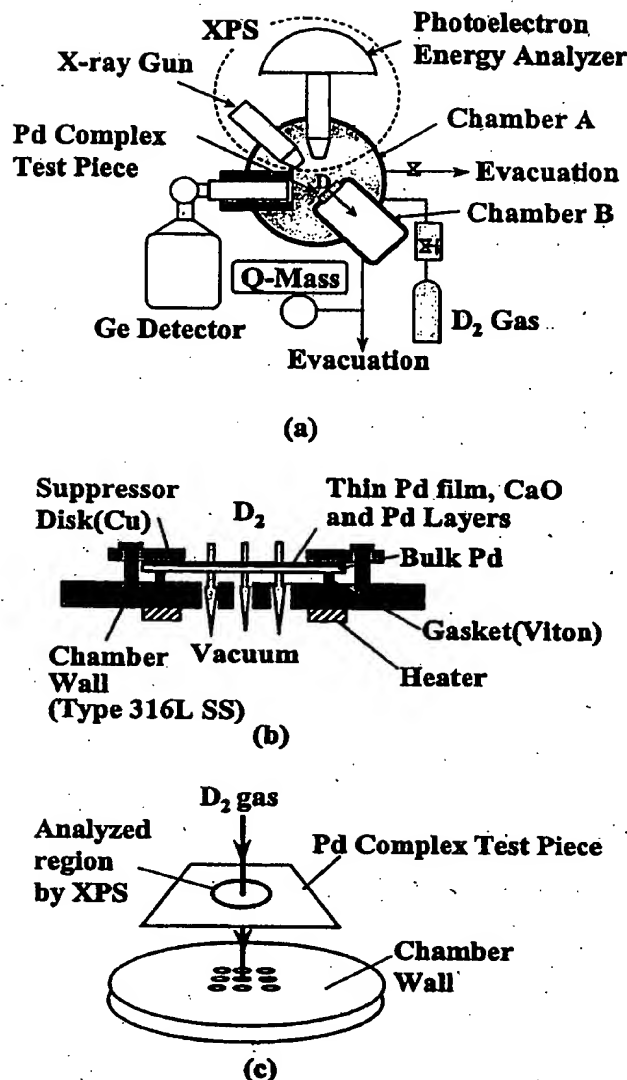 XPS
Photoelectron
Energy Analyzer
X-ray Gun
Pd Complex
Test Piece
Chamber A
Evacuation
Chamber B
Q-Mass
Ge Detector
D₂ Gas
Evacuation
(a)
Suppressor
Disk(Cu)
D₂
Thin Pd film, CaO
and Pd Layers
Bulk Pd
Gasket(Viton)
Chamber
Wall
(Type 316L SS)
Vacuum
Heater
(b)
D₂ gas
Analyzed
region
by XPS
Pd Complex Test Piece
Chamber
Wall
(c)